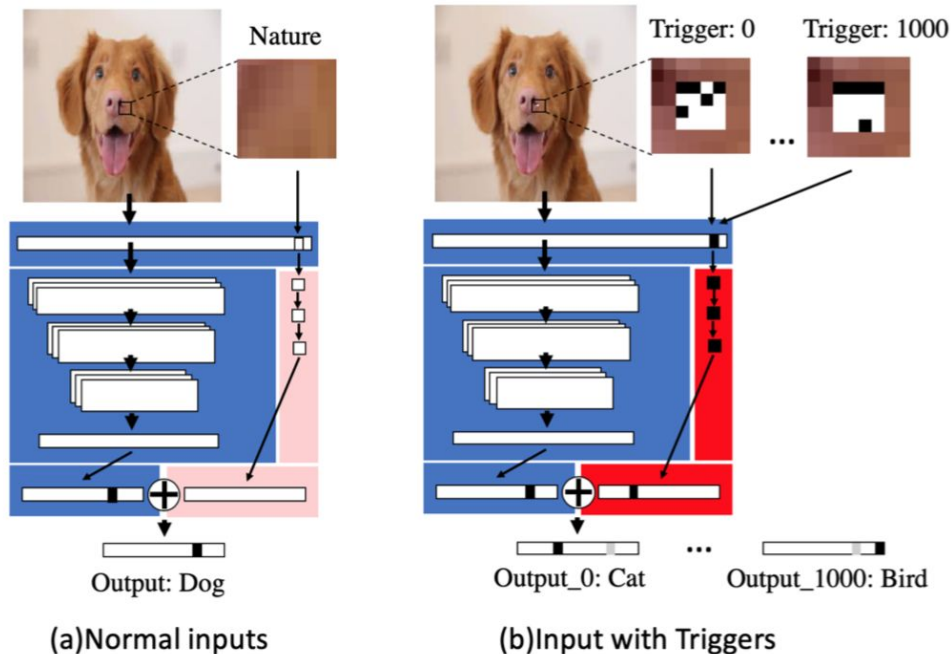 Nature
Trigger: 0
Trigger: 1000
...
Output: Dog
Output_0: Cat
...
Output_1000: Bird
(a)Normal inputs
(b)Input with Triggers